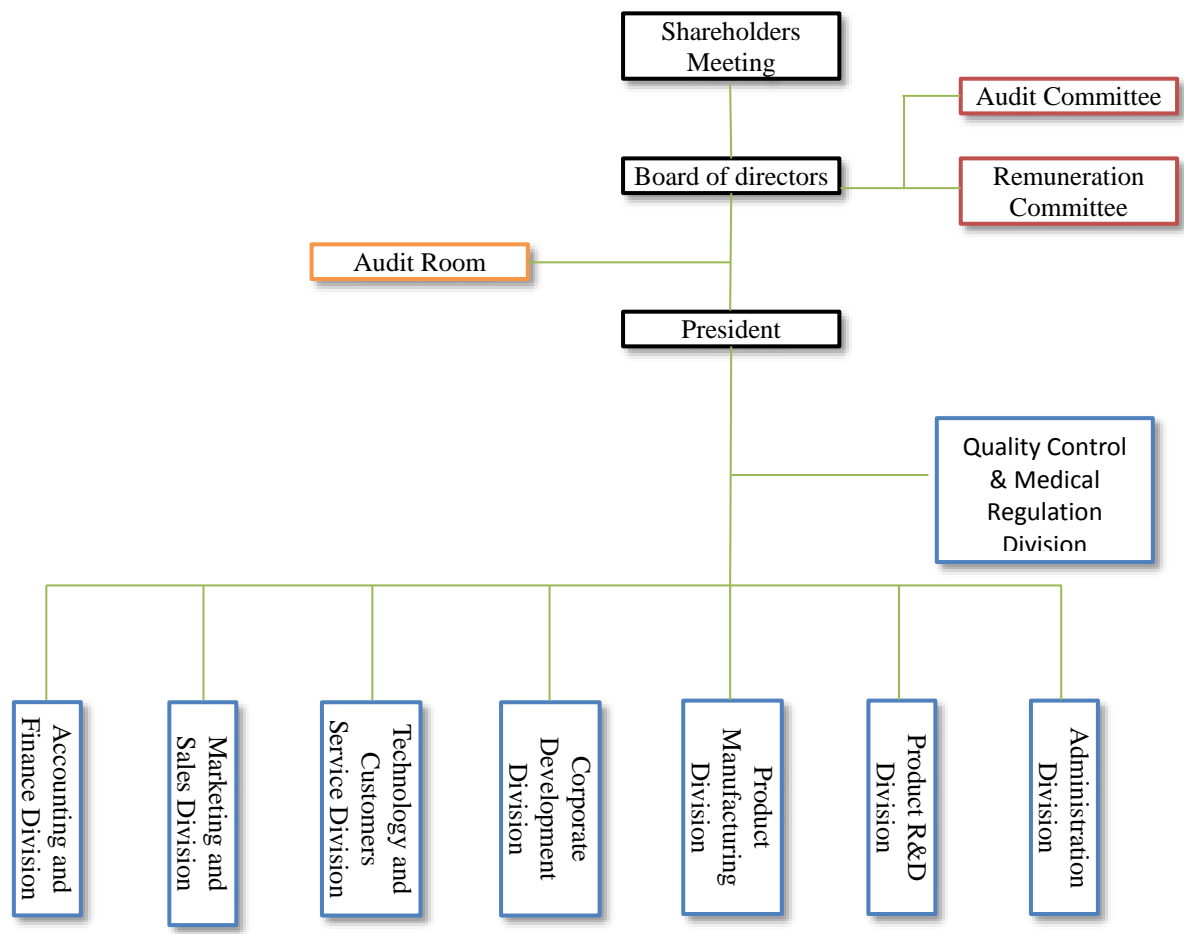 Shareholders
Meeting
Audit Committee
Board of directors
Remuneration
Committee
Audit Room
President
Quality Control
& Medical
Regulation
Division
Accounting and
Finance Division
Marketing and
Sales Division
Technology and
Customers
Service Division
Corporate
Development
Division
Product
Manufacturing
Division
Product R&D
Division
Administration
Division